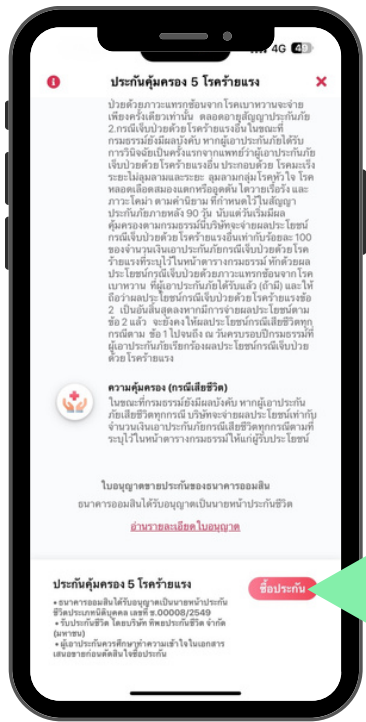 4G 49
ประกันคุ้มครอง 5 โรคร้ายแรง
ป่วยด้วยภาวะแทรกซ้อนจากโรคเบาหวานจะจ่าย
เพียงครั้งเดียวเท่านั้น ตลอดอายุสัญญาประกันภัย
2.กรณีเจ็บป่วยด้วยโรคร้ายแรงอื่นในขณะที่
กรมธรรม์ยังมีผลบังคับ หากผู้เอาประกันภัยได้รับ
การวินิจฉัยเป็นครั้งแรกจากแพทย์ว่าผู้เอาประกันภัย
เจ็บป่วยด้วยโรคร้ายแรงอื่น ประกอบด้วย โรคมะเร็ง
ระยะไม่ลุกลามและระยะ ลุกลามกลุ่มโรคหัวใจ โรค
หลอดเลือดสมองแตกหรืออุดตัน ไตวายเรื้อรัง และ
ภาวะโคม่า ตามคำนิยาม ที่กำหนดไว้ในสัญญา
ประกันภัยภายหลัง 90 วัน นับแต่วันเริ่มมีผล
คุ้มครองตามกรมธรรม์นี้บริษัทจะจ่ายผลประโยชน์
กรณีเจ็บป่วยด้วยโรคร้ายแรงอื่นเท่ากับร้อยละ 100
ของจำนวนเงินเอาประกันภัยกรณีเจ็บป่วยด้วยโรค
ร้ายแรงที่ระบุไว้ในหน้าตารางกรมธรรม์ หักด้วยผล
ประโยชน์กรณีเจ็บป่วยด้วยภาวะแทรกซ้อนจากโรค
เบาหวาน ที่ผู้เอาประกันภัยได้รับแล้ว (ถ้ามี) และให้
ถือว่าผลประโยชน์กรณีเจ็บป่วยด้วยโรคร้ายแรงข้อ
2 เป็นอันสิ้นสุดลงหากมีการจ่ายผลประโยชน์ตาม
ข้อ 2 แล้ว จะยังคงให้ผลประโยชน์กรณีเสียชีวิตทุก
กรณีตาม ข้อ 1 ไปจนถึง ณ วันครบรอบปีกรมธรรม์ที่
ผู้เอาประกันภัยเรียกร้องผลประโยชน์กรณีเจ็บป่วย
ด้วยโรคร้ายแรง
ความคุ้มครอง (กรณีเสียชีวิต)
ในขณะที่กรมธรรม์ยังมีผลบังคับ หากผู้เอาประกัน
ภัยเสียชีวิตทุกกรณี บริษัทจะจ่ายผลประโยชน์เท่ากับ
จำนวนเงินเอาประกันภัยกรณีเสียชีวิตทุกกรณีตามที่
ระบุไว้ในหน้าตารางกรมธรรม์ให้แก่ผู้รับประโยชน์
ใบอนุญาตขายประกันของธนาคารออมสิน
ธนาคารออมสินได้รับอนุญาตเป็นนายหน้าประกันชีวิต
อ่านรายละเอียดใบอนุญาต
ประกันคุ้มครอง 5 โรคร้ายแรง
ซื้อประกัน
• ธนาคารออมสินได้รับอนุญาตเป็นนายหน้าประกัน
ชีวิตประเภทนิติบุคคล เลขที่ ช.00008/2549
• รับประกันชีวิต โดยบริษัท ทิพยประกันชีวิต จำกัด
(มหาชน)
• ผู้เอาประกันควรศึกษาทำความเข้าใจในเอกสาร
เสนอขายก่อนตัดสินใจซื้อประกัน